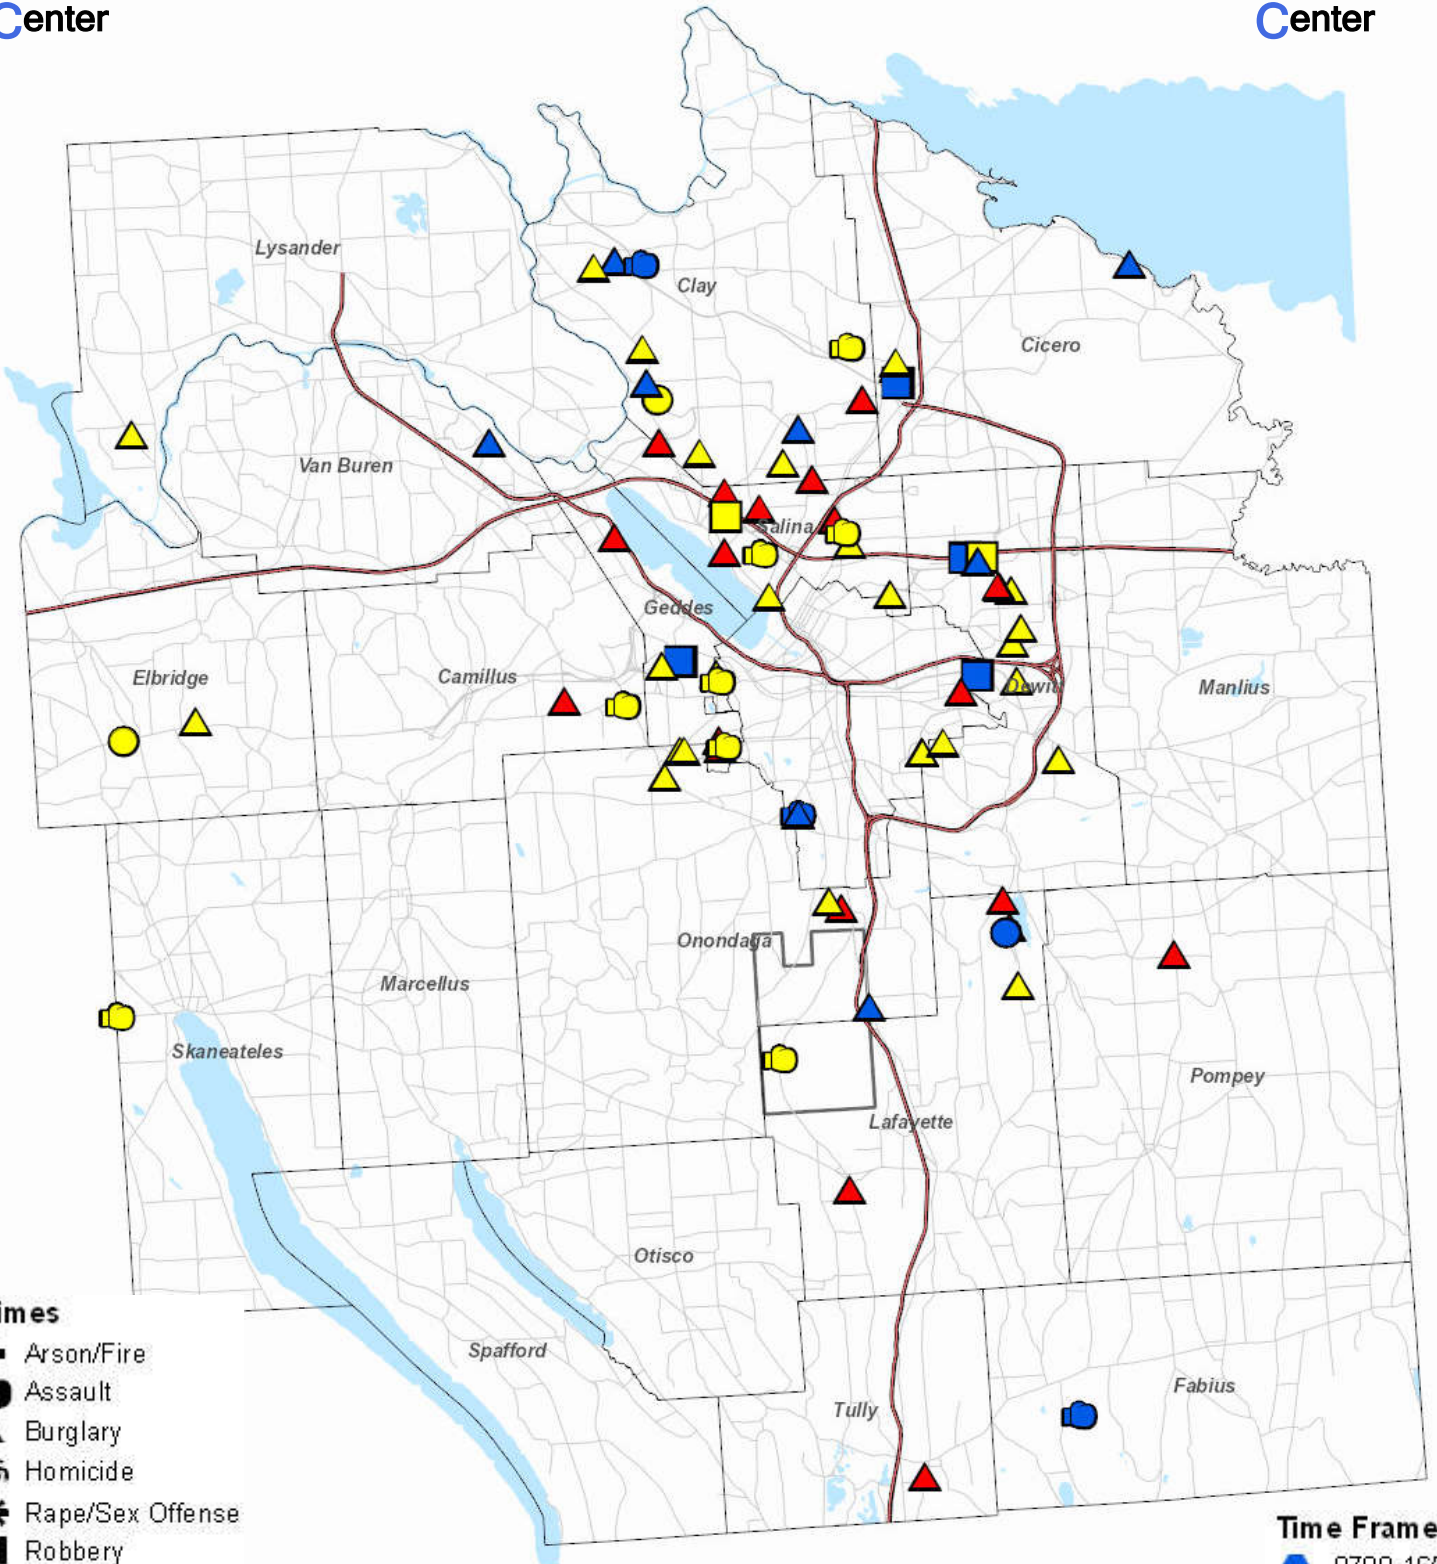 Center
Center
Lysander
Clay
Cicero
Van Buren
Salina
Geddes
Elbridge
Camillus
Dewitt
Manlius
Onondaga
Marcellus
Skaneateles
Pompey
Lafayette
Otisco
Spafford
Fabius
Tully
imes
Arson/Fire
Assault
Burglary
Homicide
Rape/Sex Offense
Robbery
Time Frame